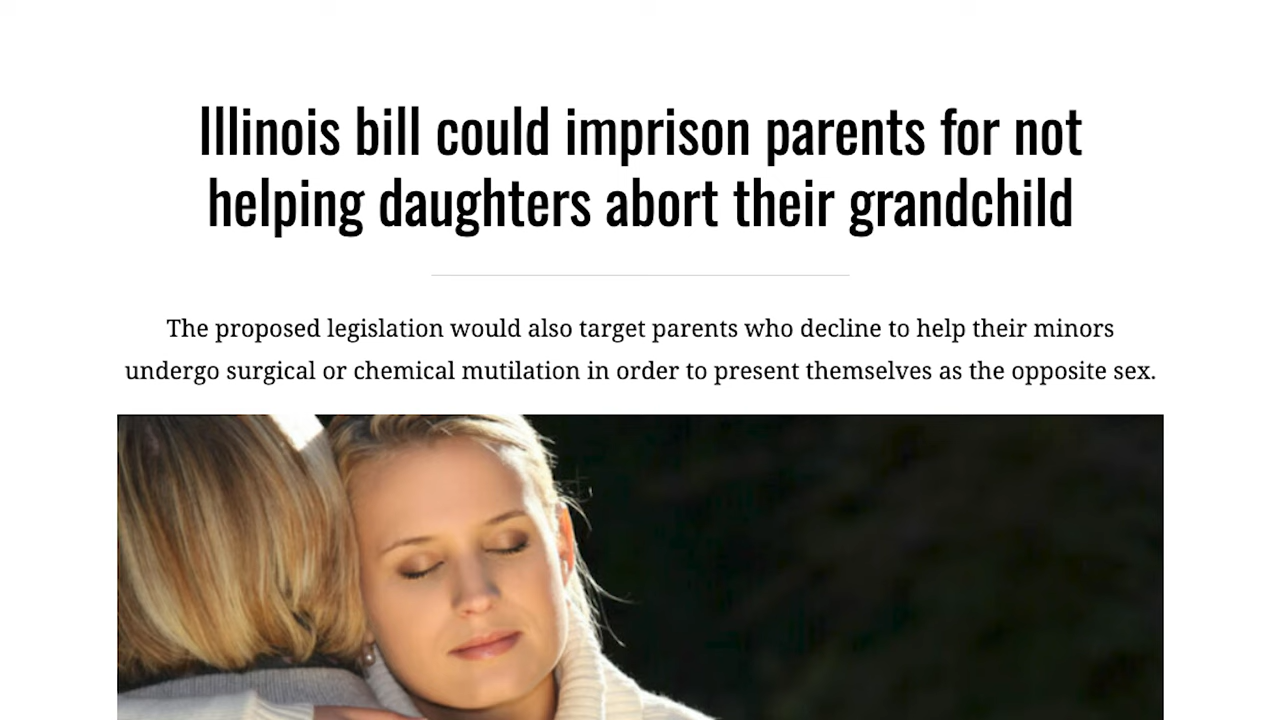 Illinois bill could imprison parents for not
helping daughters abort their grandchild
The proposed legislation would also target parents who decline to help their minors
undergo surgical or chemical mutilation in order to present themselves as the opposite sex.